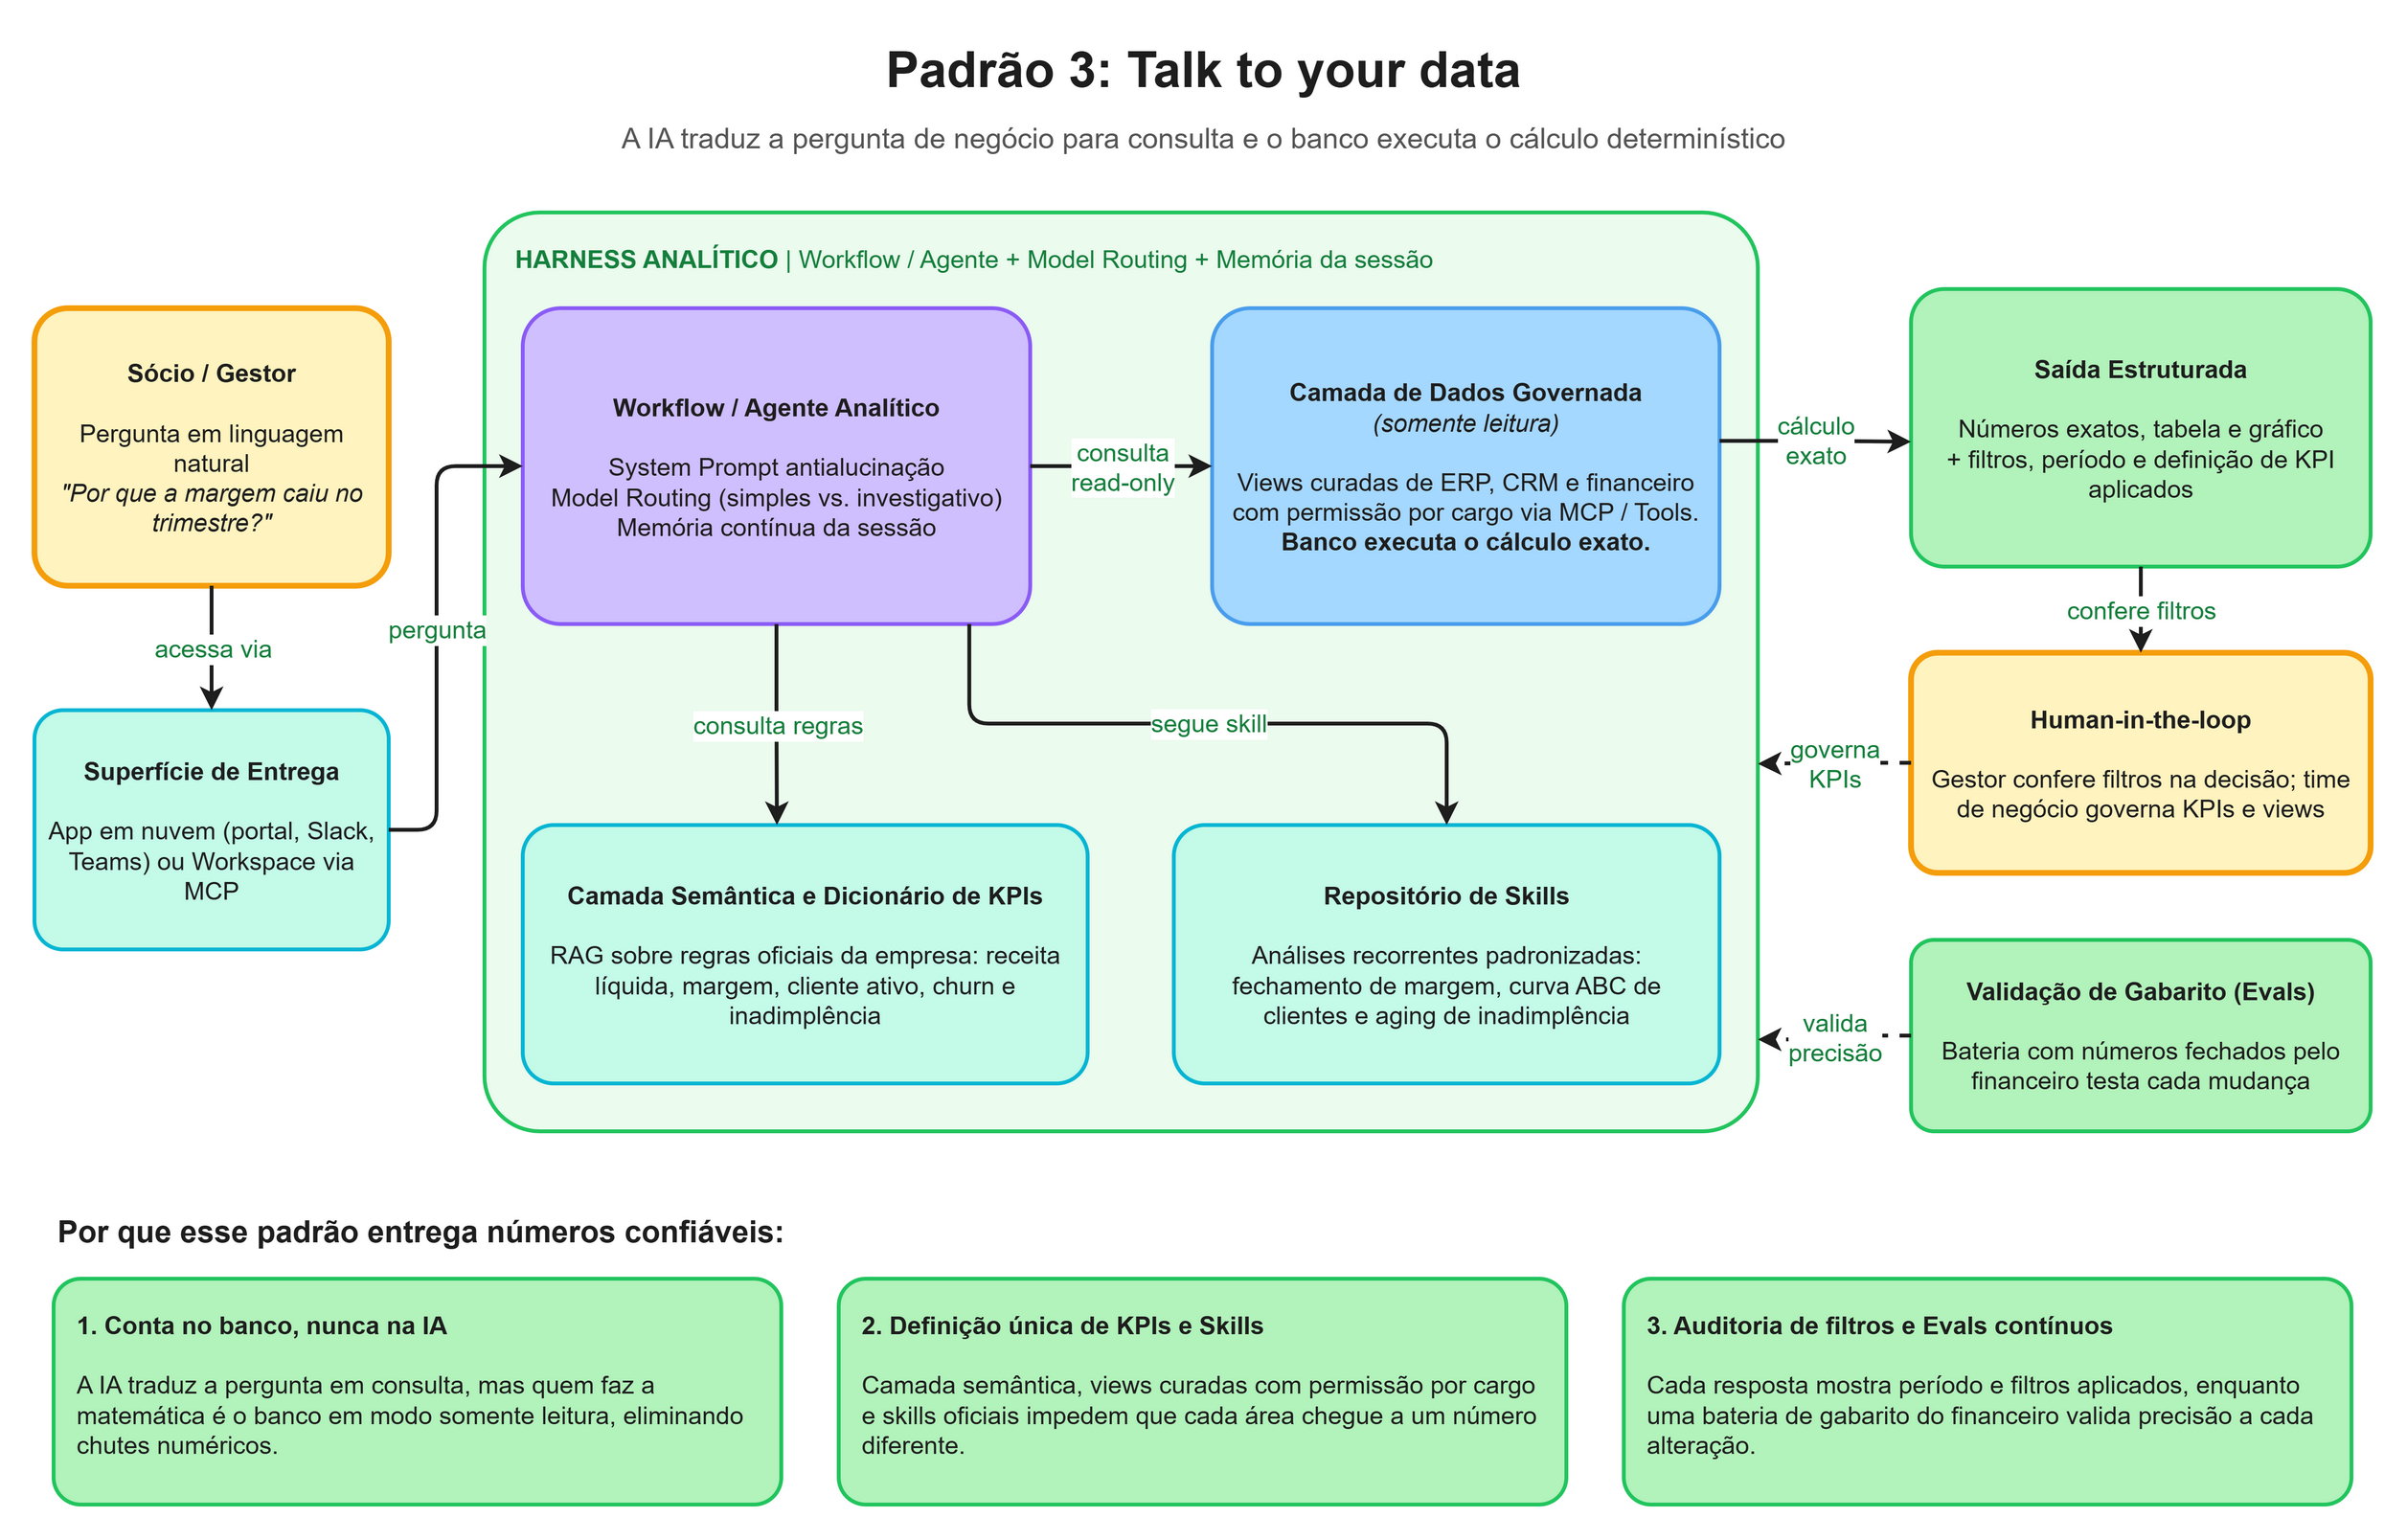 Padrão 3: Talk to your data
A IA traduz a pergunta de negócio para consulta e o banco executa o cálculo determinístico
HARNESS ANALÍTICO | Workflow / Agente + Model Routing + Memória da sessão
Sócio / Gestor
Pergunta em linguagem
natural
"Por que a margem caiu no
trimestre?"
acessa via
Superfície de Entrega
App em nuvem (portal, Slack,
Teams) ou Workspace via
MCP
pergunta
Workflow / Agente Analítico
System Prompt antialucinação
Model Routing (simples vs. investigativo)
Memória contínua da sessão
consulta
read-only
Camada de Dados Governada
(somente leitura)
Views curadas de ERP, CRM e financeiro
com permissão por cargo via MCP / Tools.
Banco executa o cálculo exato.
consulta regras
segue skill
Camada Semântica e Dicionário de KPIs
RAG sobre regras oficiais da empresa: receita
líquida, margem, cliente ativo, churn e
inadimplência
Repositório de Skills
Análises recorrentes padronizadas:
fechamento de margem, curva ABC de
clientes e aging de inadimplência
cálculo
exato
Saída Estruturada
Números exatos, tabela e gráfico
+ filtros, período e definição de KPI
aplicados
confere filtros
Human-in-the-loop
Gestor confere filtros na decisão; time
de negócio governa KPIs e views
governa
KPIs
Validação de Gabarito (Evals)
Bateria com números fechados pelo
financeiro testa cada mudança
valida
precisão
Por que esse padrão entrega números confiáveis:
1. Conta no banco, nunca na IA
A IA traduz a pergunta em consulta, mas quem faz a
matemática é o banco em modo somente leitura, eliminando
chutes numéricos.
2. Definição única de KPIs e Skills
Camada semântica, views curadas com permissão por cargo
e skills oficiais impedem que cada área chegue a um número
diferente.
3. Auditoria de filtros e Evals contínuos
Cada resposta mostra período e filtros aplicados, enquanto
uma bateria de gabarito do financeiro valida precisão a cada
alteração.